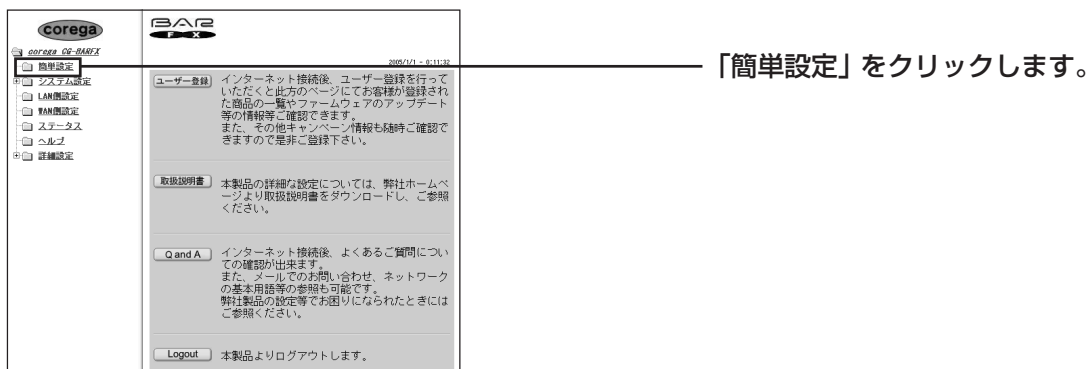 corega
corega CG-BARFX
簡単設定
システム設定
LAN側設定
WAN側設定
ステータス
ヘルプ
詳細設定
BAR
FX
2005/1/1 - 0:11:32
ユーザー登録
インターネット接続後、ユーザー登録を行って
いただくと此方のページにてお客様が登録され
た商品の一覧やファームウェアのアップデート
等の情報等ご確認できます。
また、その他キャンペーン情報も随時ご確認で
きますので是非ご登録下さい。
取扱説明書
本製品の詳細な設定については、弊社ホームペ
ージより取扱説明書をダウンロードし、ご参照
ください。
Q and A
インターネット接続後、よくあるご質問につい
ての確認が出来ます。
また、メールでのお問い合わせ、ネットワーク
の基本用語等の参照も可能です。
弊社製品の設定等でお困りになられたときには
ご参照ください。
Logout
本製品よりログアウトします。
「簡単設定」をクリックします。